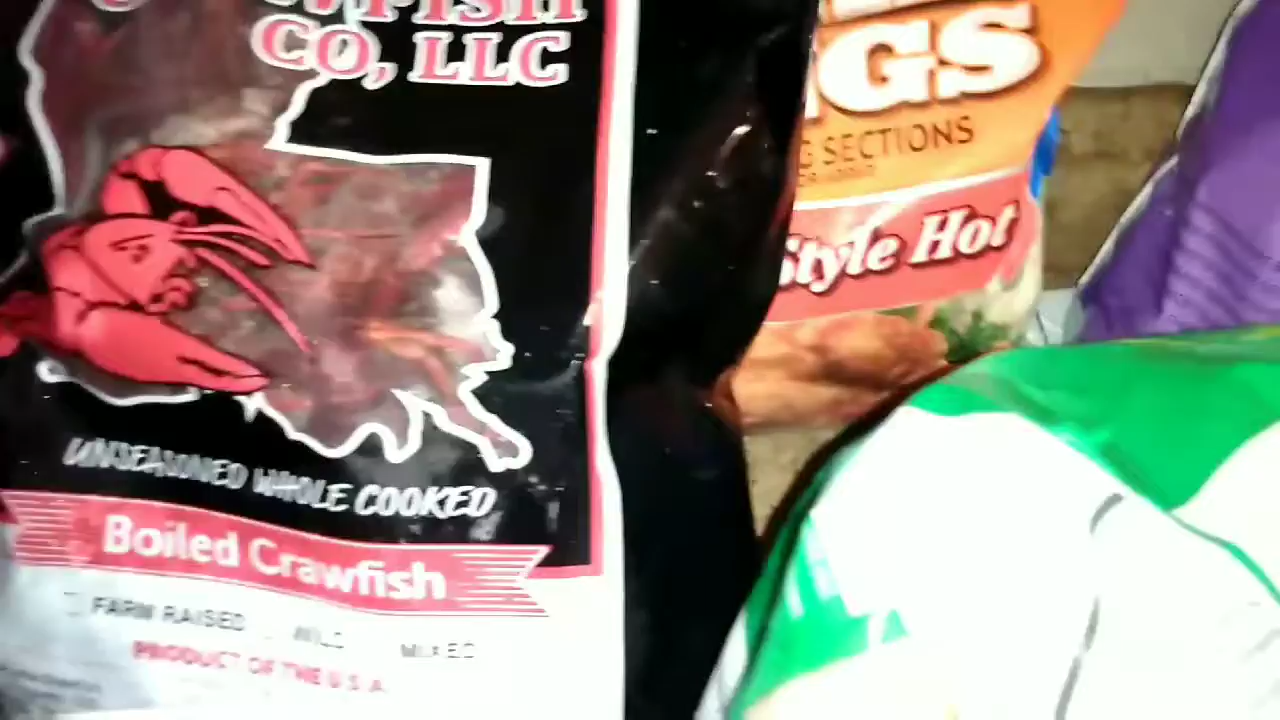 CO, LLC
UNSEASONED WHOLE COOKED
Boiled Crawfish
FARM RAISED WILD MIXED
PRODUCT OF THE U.S.A.
GS
G SECTIONS
Style Hot